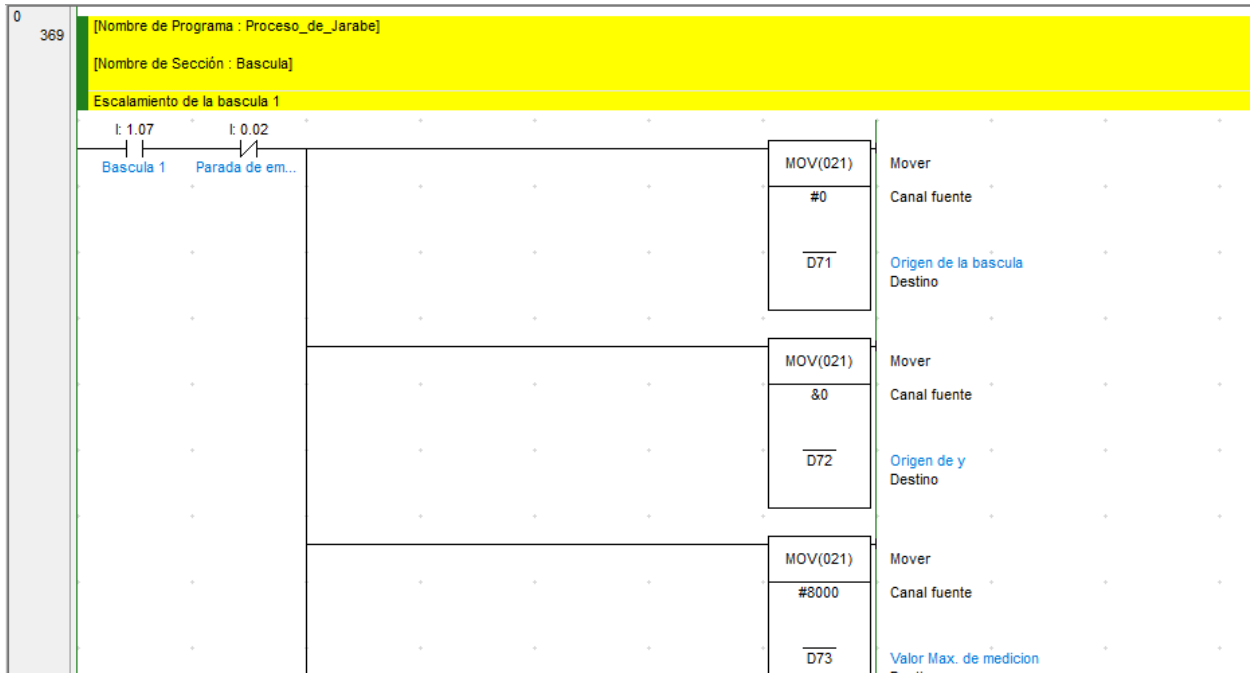 0
369
[Nombre de Programa : Proceso_de_Jarabe]
[Nombre de Sección : Bascula]
Escalamiento de la bascula 1
I: 1.07 I: 0.02
Bascula 1 Parada de em...
MOV(021) Mover
#0 Canal fuente
D71 Origen de la bascula
Destino
MOV(021) Mover
&0 Canal fuente
D72 Origen de y
Destino
MOV(021) Mover
#8000 Canal fuente
D73 Valor Max. de medicion